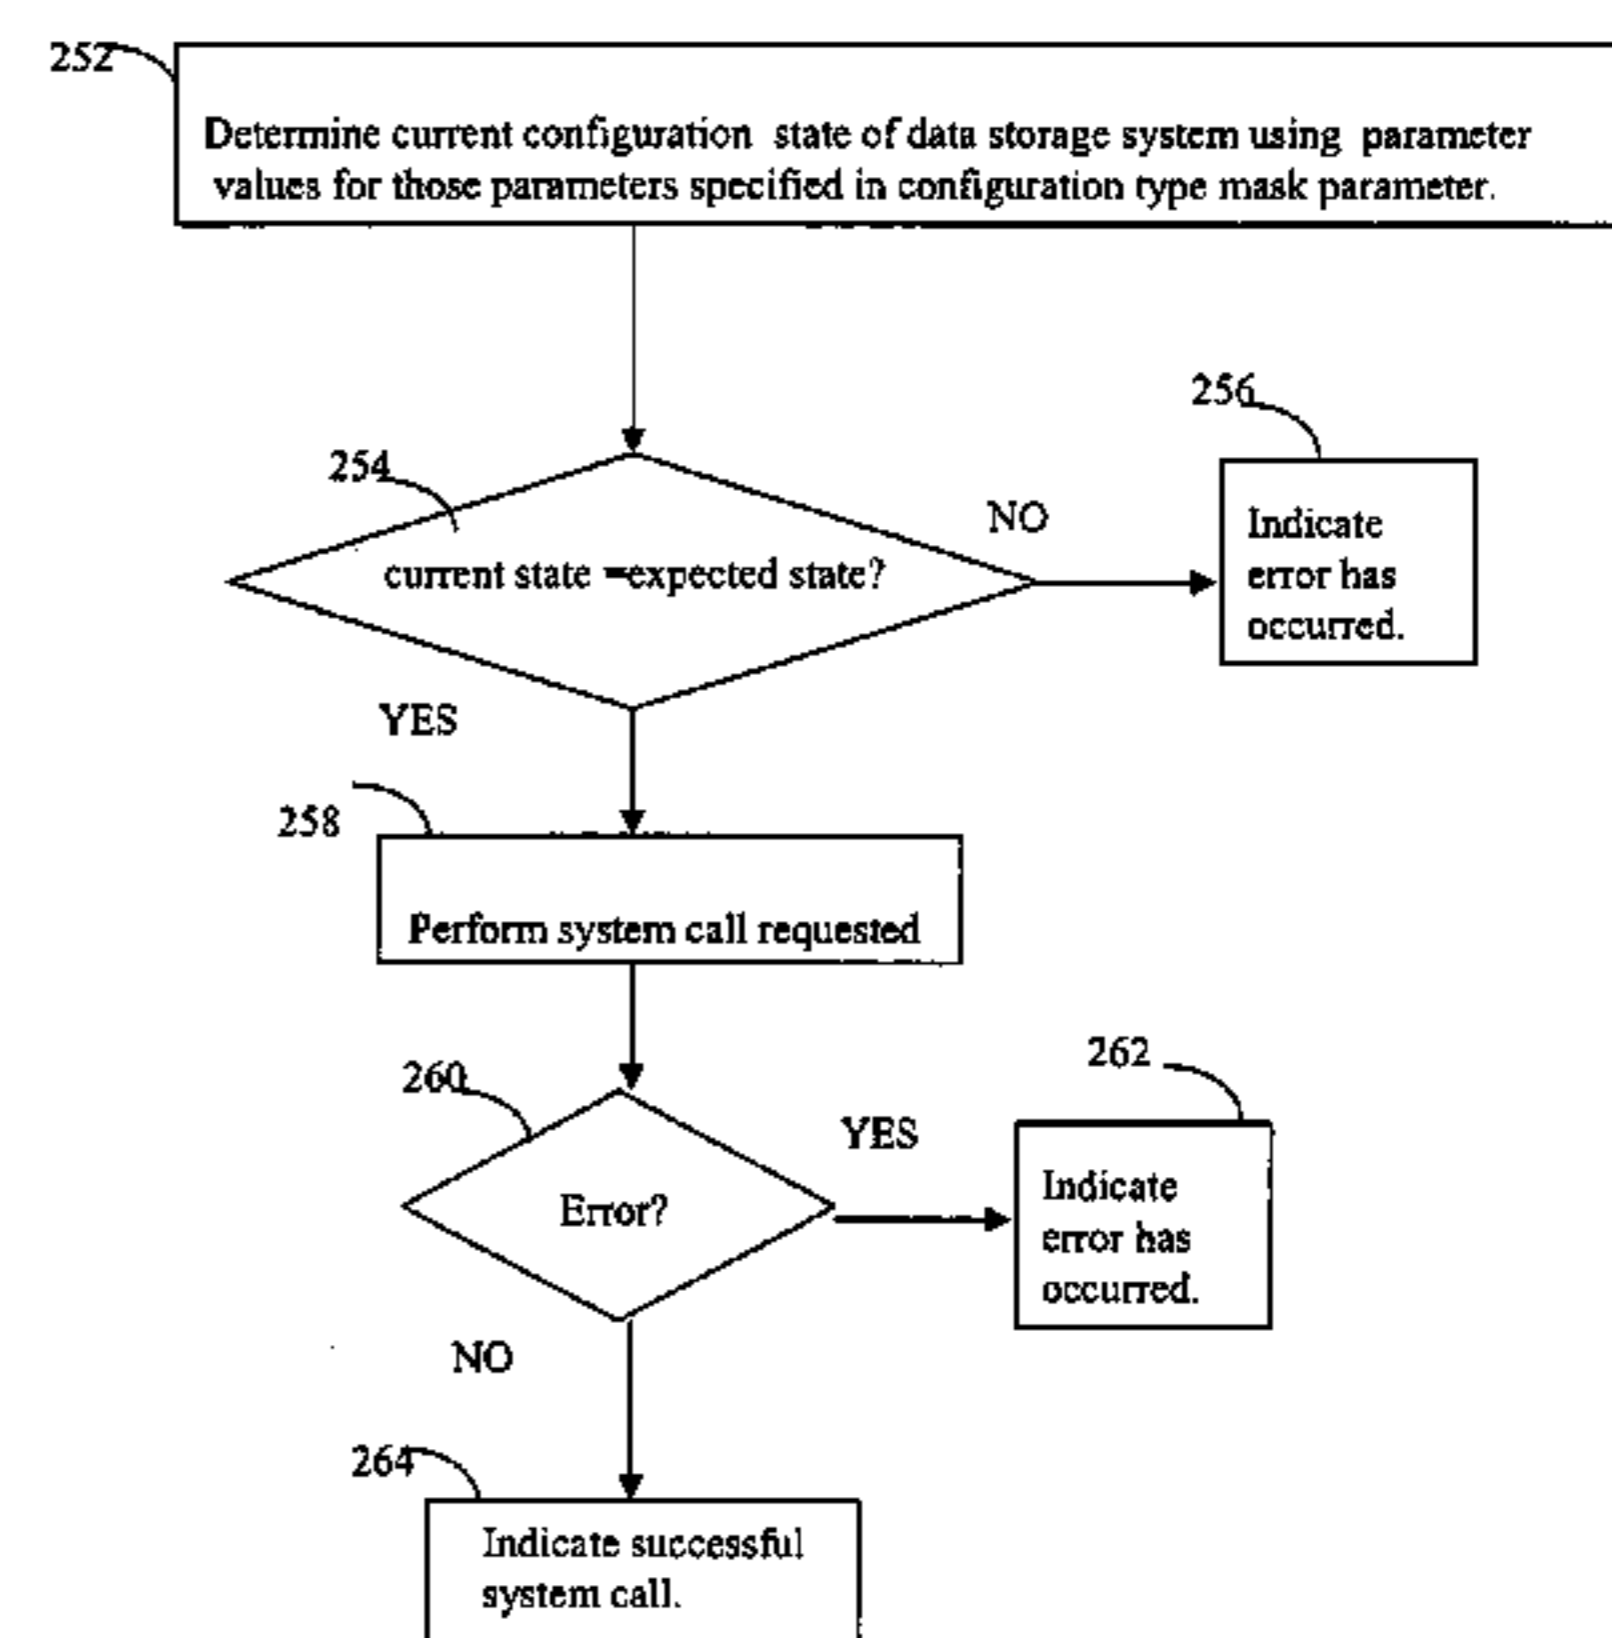 252
Determine current configuration state of data storage system using parameter
values for those parameters specified in configuration type mask parameter.
256
254
NO
Indicate
error has
occurred.
current state =expected state?
YES
258
Perform system call requested
260
262
YES
Indicate
error has
occurred.
Error?
NO
264
Indicate successful
system call.